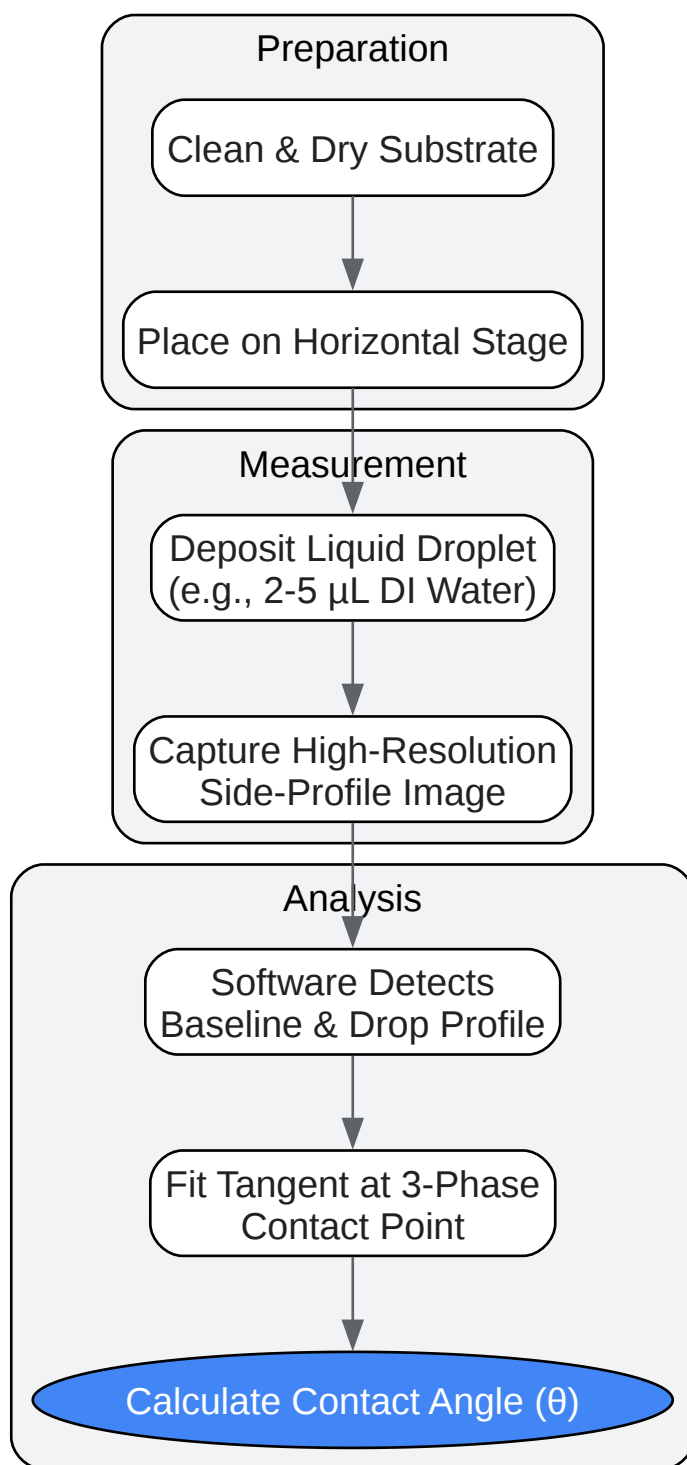 Preparation
Clean & Dry Substrate
Place on Horizontal Stage
Measurement
Deposit Liquid Droplet
(e.g., 2-5 µL DI Water)
Capture High-Resolution
Side-Profile Image
Analysis
Software Detects
Baseline & Drop Profile
Fit Tangent at 3-Phase
Contact Point
Calculate Contact Angle (θ)